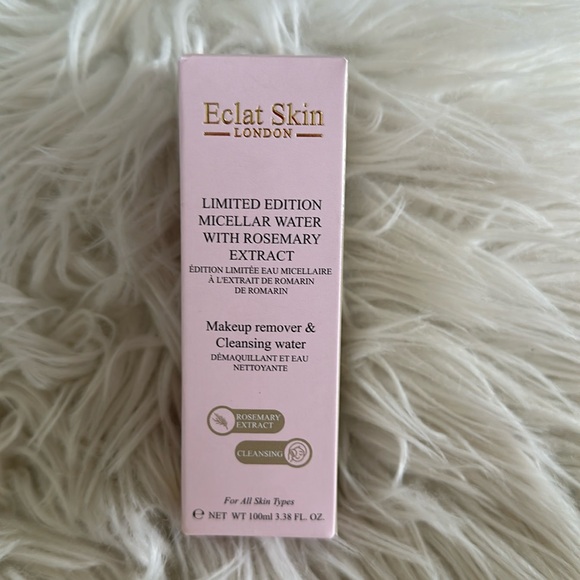 Eclat Skin
LONDON
LIMITED EDITION
MICELLAR WATER
WITH ROSEMARY
EXTRACT
ÉDITION LIMITÉE EAU MICELLAIRE
À L'EXTRAIT DE ROMARIN
DE ROMARIN
Makeup remover &
Cleansing water
DÉMAQUILLANT ET EAU
NETTOYANTE
ROSEMARY
EXTRACT
CLEANSING
For All Skin Types
℮ NET WT 100ml 3.38 FL. OZ.